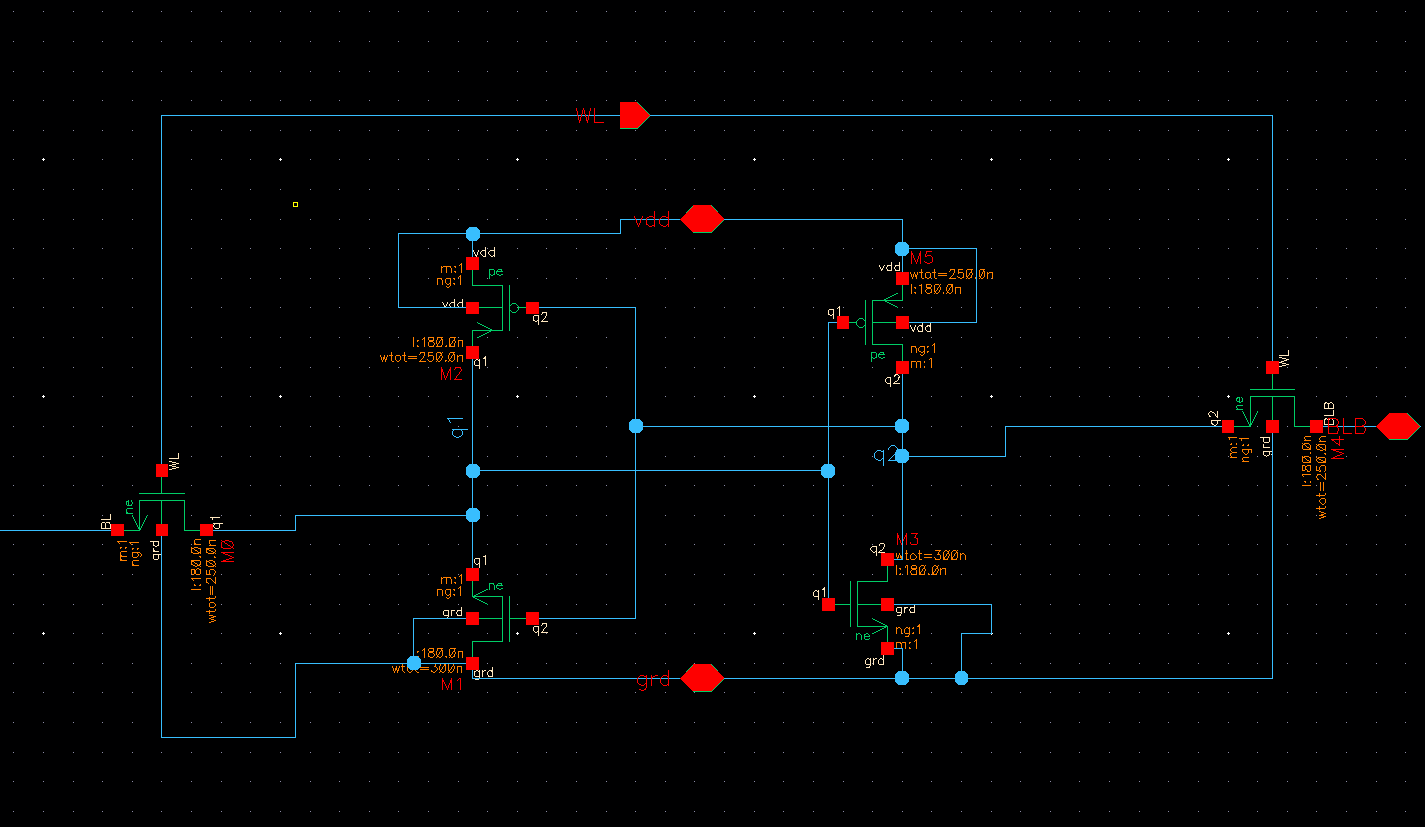 WL
vdd
vdd
m:1
ng:1
pe
vdd
q2
l:180.0n
wtot=250.0n
q1
M2
M5
vdd
wtot=250.0n
l:180.0n
q1
vdd
pe
ng:1
m:1
q2
q1
q2
WL
ne
BL
grd
q1
m:1
ng:1
l:180.0n
wtot=250.0n
M0
WL
ne
q2
grd
BLB
m:1
ng:1
l:180.0n
wtot=250.0n
M4
BLB
q1
m:1
ng:1
ne
grd
q2
l:180.0n
wtot=300n
grd
M1
M3
q2
wtot=300n
l:180.0n
q1
grd
ne
ng:1
m:1
grd
grd